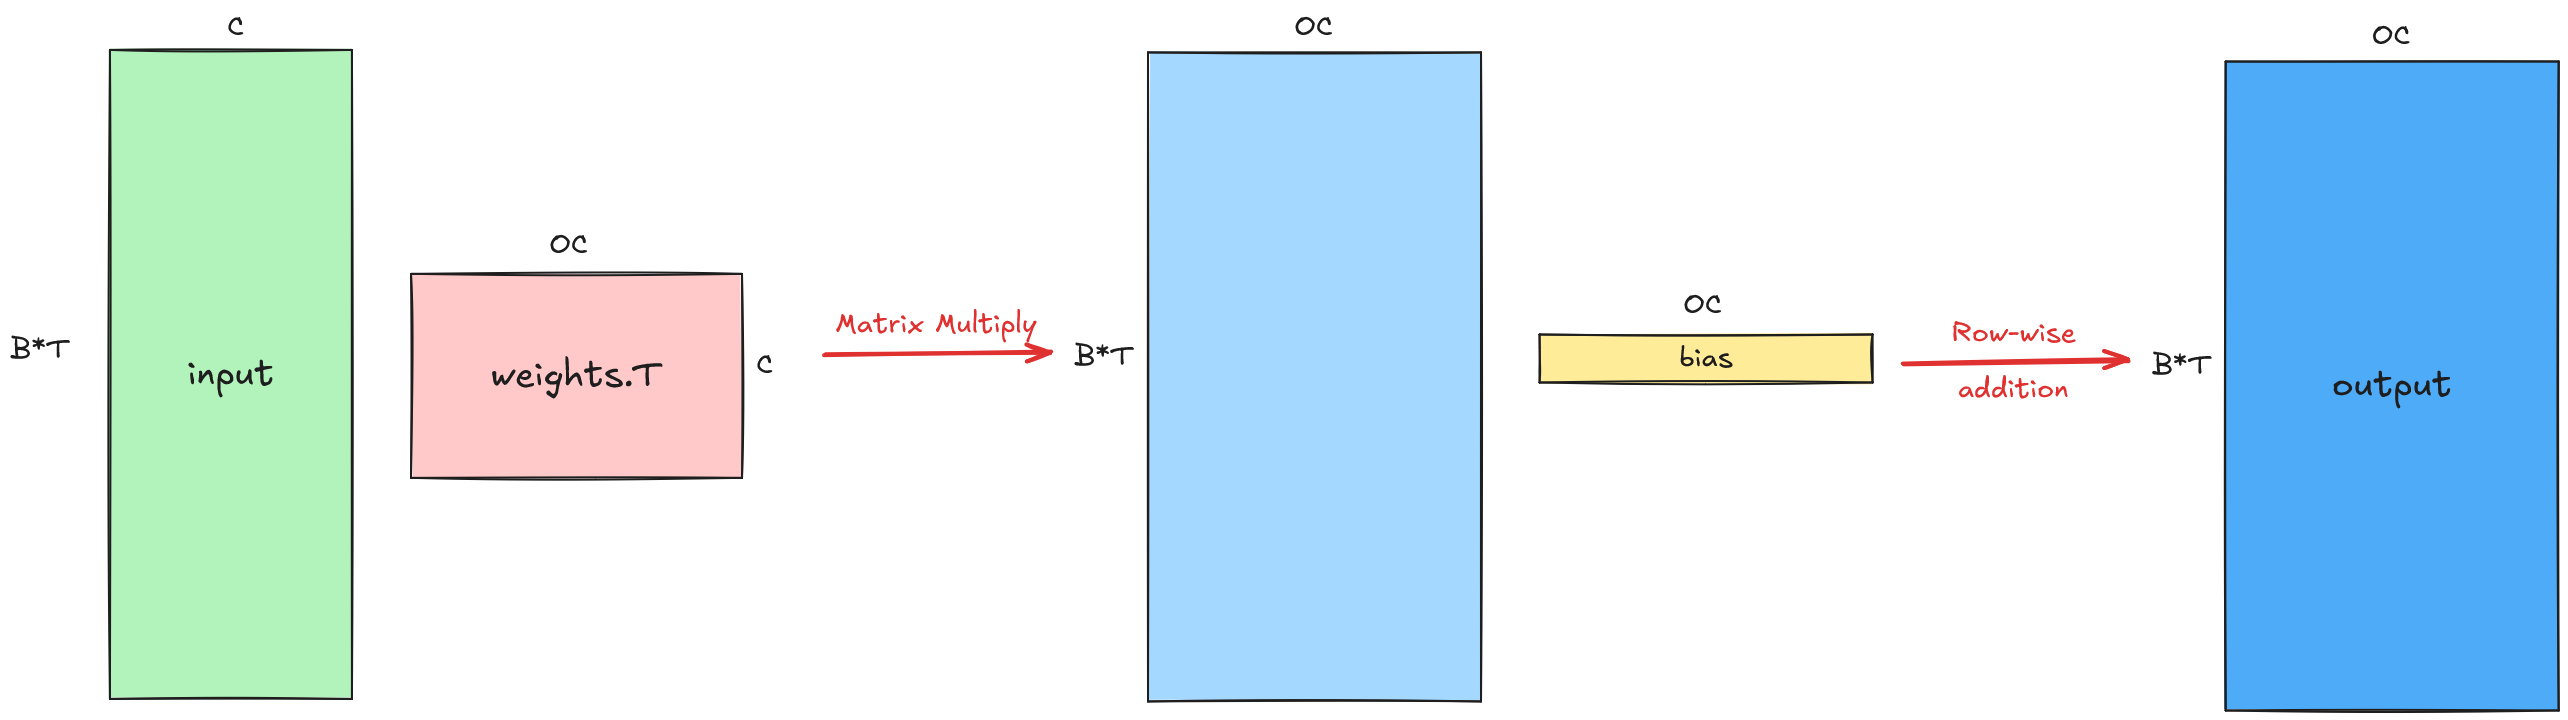 C
B*T
input
OC
weights.T
C
Matrix Multiply
OC
B*T
OC
bias
Row-wise
addition
OC
B*T
output